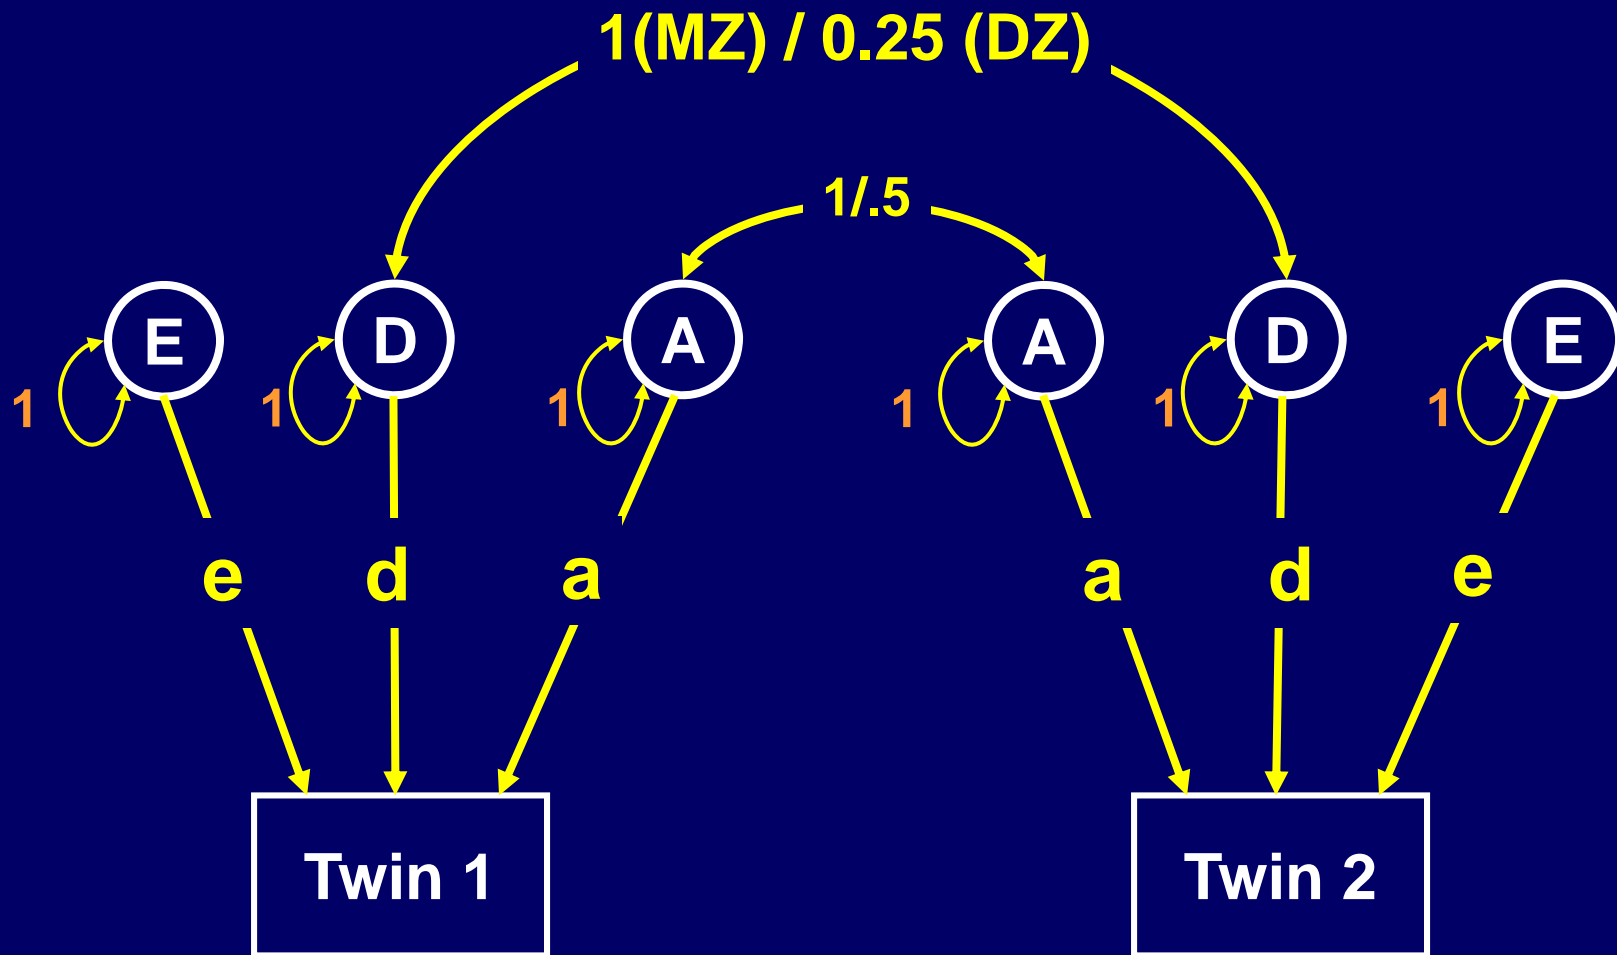 1(MZ) / 0.25 (DZ)
1/.5
E D A A D E
1 1 1 1 1 1
e d a a d e
Twin 1 Twin 2